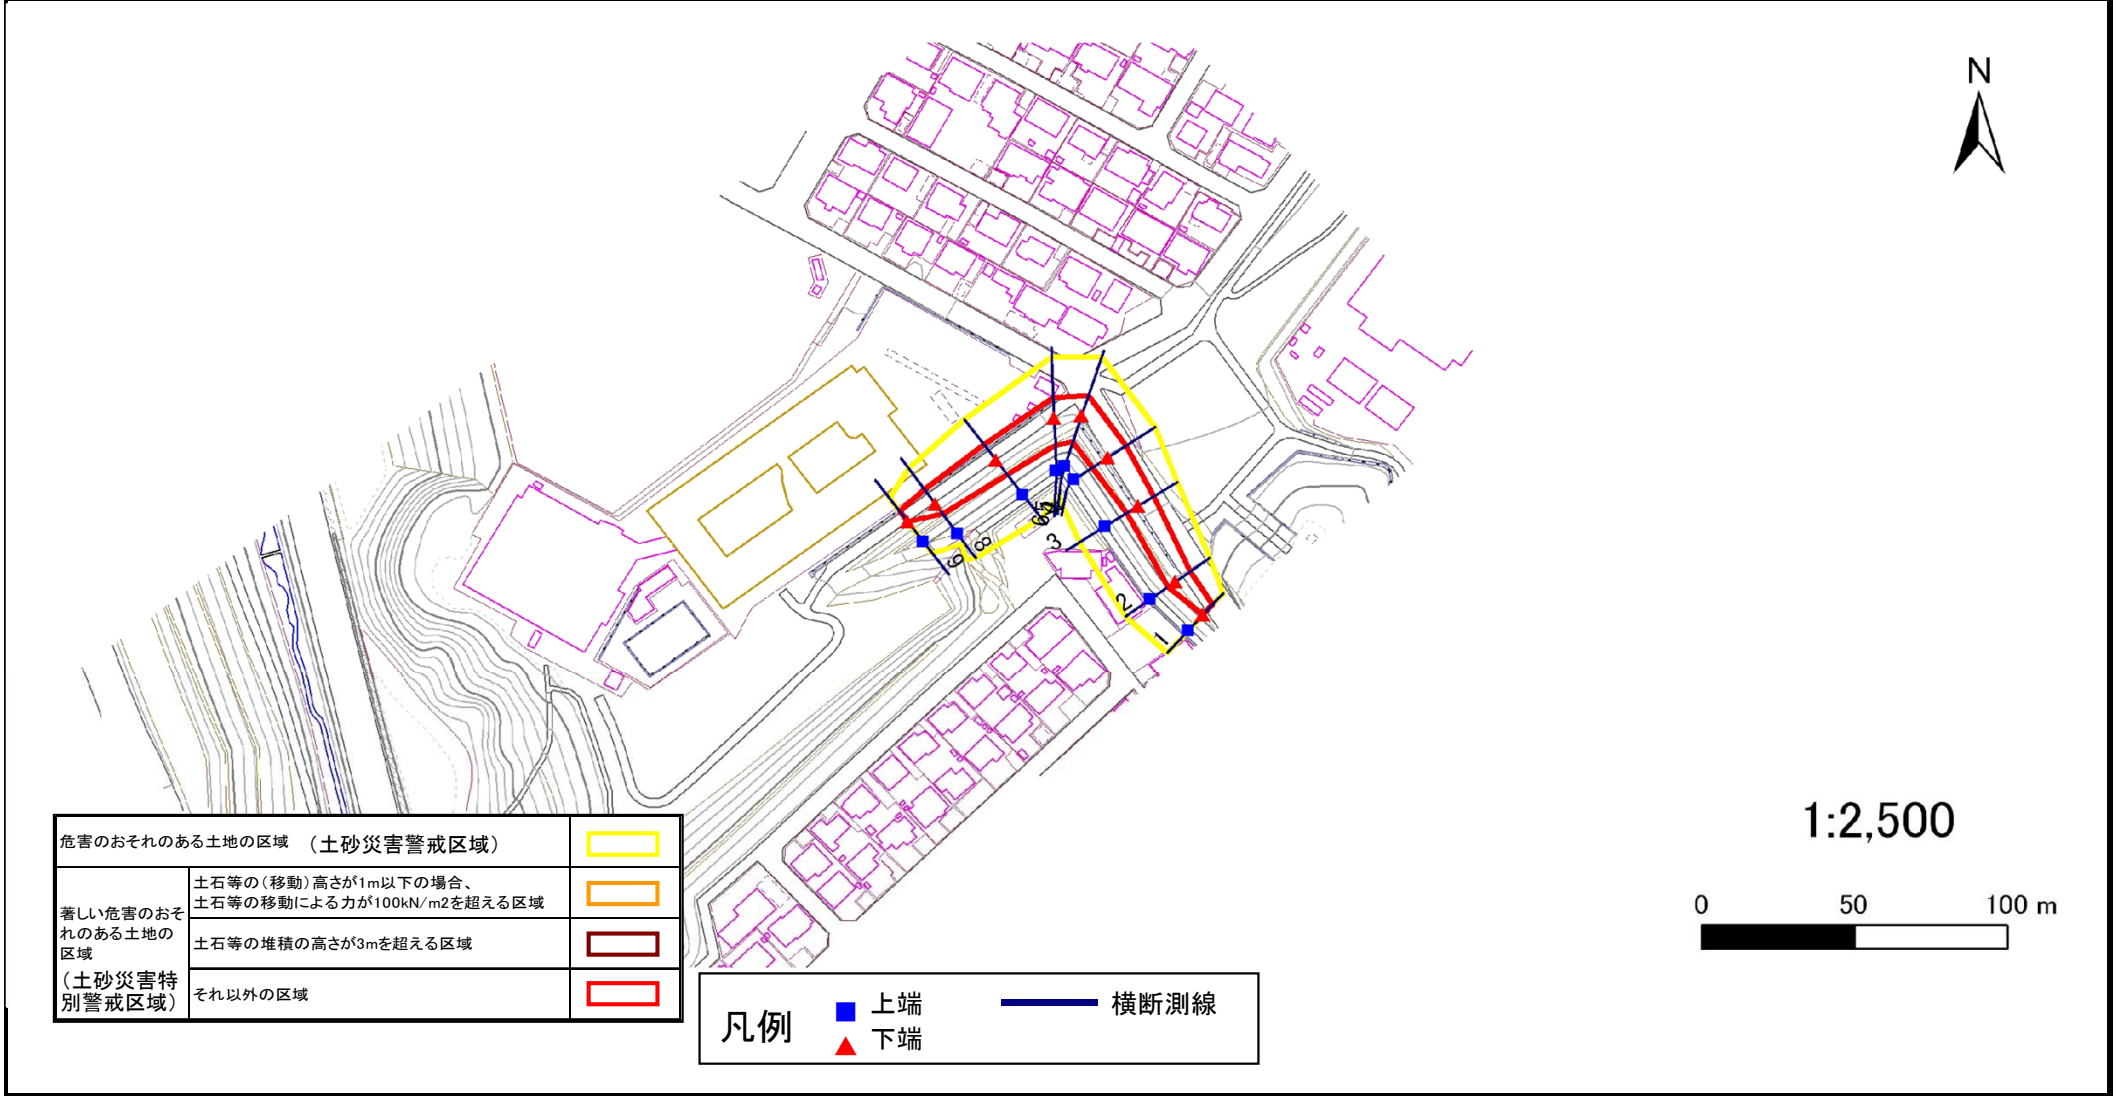 N
3
2
1
8
9
1:2,500
0 50 100 m
危害のおそれのある土地の区域 (土砂災害警戒区域)
著しい危害のおそ
れのある土地の
区域
(土砂災害特
別警戒区域)
土石等の(移動)高さが1m以下の場合、
土石等の移動による力が100kN/m2を超える区域
土石等の堆積の高さが3mを超える区域
それ以外の区域
凡例
上端
下端
横断測線